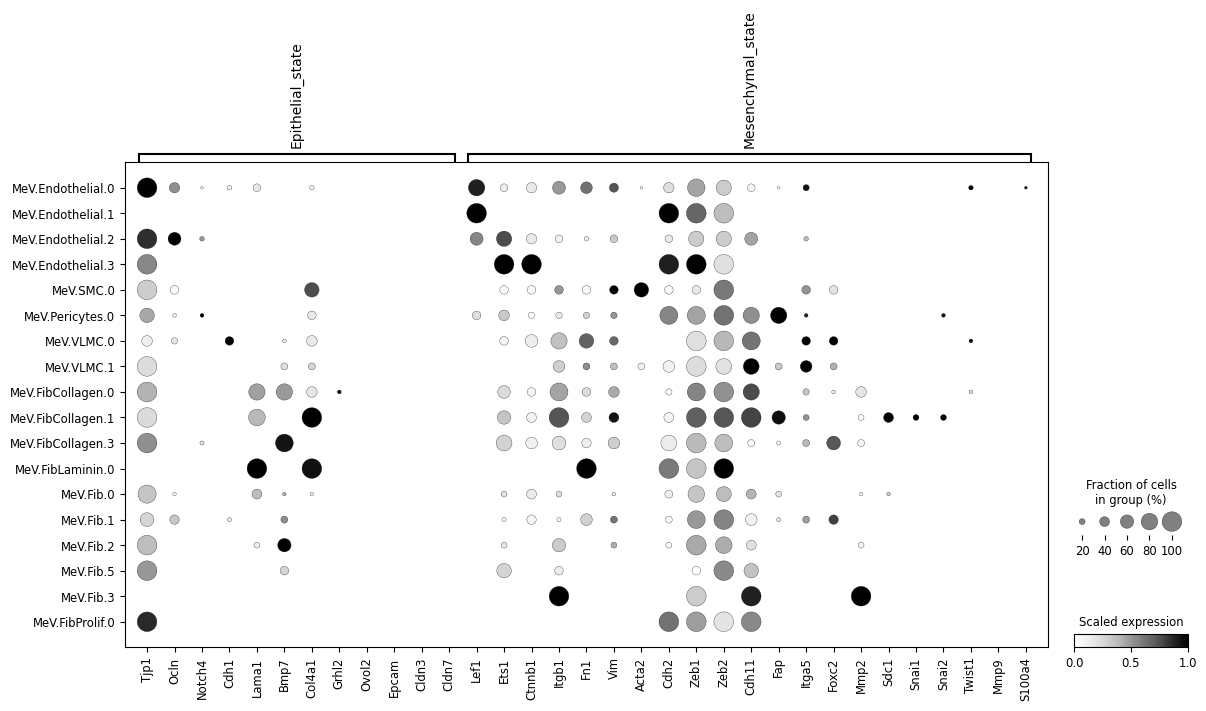 Epithelial_state
Mesenchymal_state
MeV.Endothelial.0
MeV.Endothelial.1
MeV.Endothelial.2
MeV.Endothelial.3
MeV.SMC.0
MeV.Pericytes.0
MeV.VLMC.0
MeV.VLMC.1
MeV.FibCollagen.0
MeV.FibCollagen.1
MeV.FibCollagen.3
MeV.FibLaminin.0
MeV.Fib.0
MeV.Fib.1
MeV.Fib.2
MeV.Fib.5
MeV.Fib.3
MeV.FibProlif.0
Tjp1
Ocln
Notch4
Cdh1
Lama1
Bmp7
Col4a1
Grhl2
Ovol2
Epcam
Cldn3
Cldn7
Lef1
Ets1
Ctnnb1
Itgb1
Fn1
Vim
Acta2
Cdh2
Zeb1
Zeb2
Cdh11
Fap
Itga5
Foxc2
Mmp2
Sdc1
Snai1
Snai2
Twist1
Mmp9
S100a4
Fraction of cells
in group (%)
20 40 60 80 100
Scaled expression
0.0 0.5 1.0